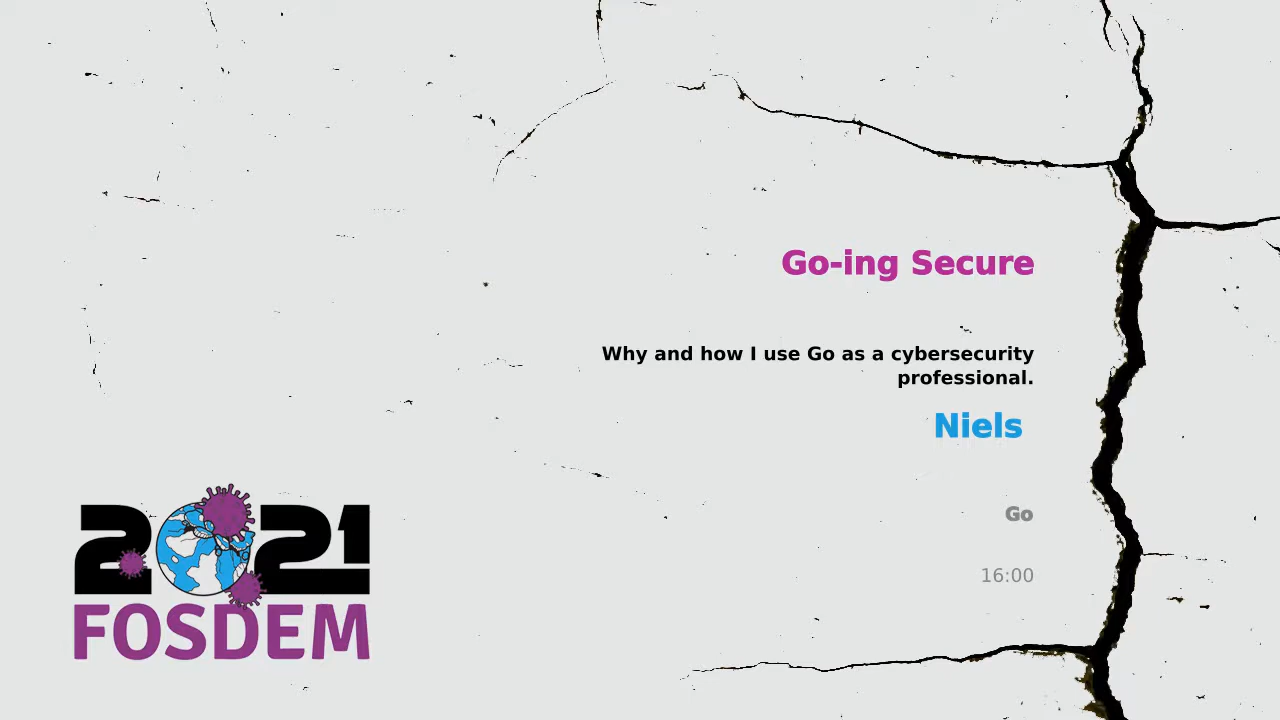 Go-ing Secure
Why and how I use Go as a cybersecurity
professional.
Niels
Go
16:00
2021
FOSDEM